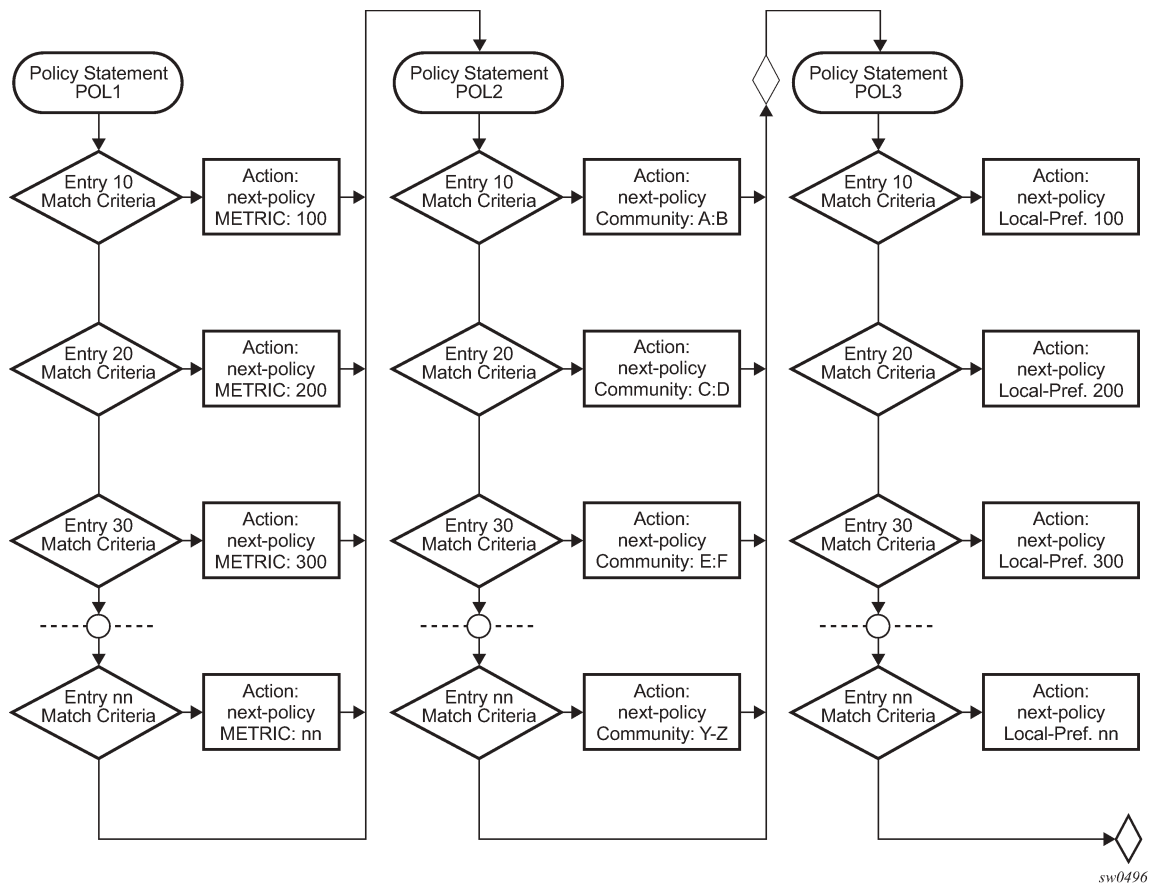 Policy Statement
POL1
Entry 10
Match Criteria
Action:
next-policy
METRIC: 100
Entry 20
Match Criteria
Action:
next-policy
METRIC: 200
Entry 30
Match Criteria
Action:
next-policy
METRIC: 300
Entry nn
Match Criteria
Action:
next-policy
METRIC: nn
Policy Statement
POL2
Entry 10
Match Criteria
Action:
next-policy
Community: A:B
Entry 20
Match Criteria
Action:
next-policy
Community: C:D
Entry 30
Match Criteria
Action:
next-policy
Community: E:F
Entry nn
Match Criteria
Action:
next-policy
Community: Y-Z
Policy Statement
POL3
Entry 10
Match Criteria
Action:
next-policy
Local-Pref. 100
Entry 20
Match Criteria
Action:
next-policy
Local-Pref. 200
Entry 30
Match Criteria
Action:
next-policy
Local-Pref. 300
Entry nn
Match Criteria
Action:
next-policy
Local-Pref. nn
sw0496